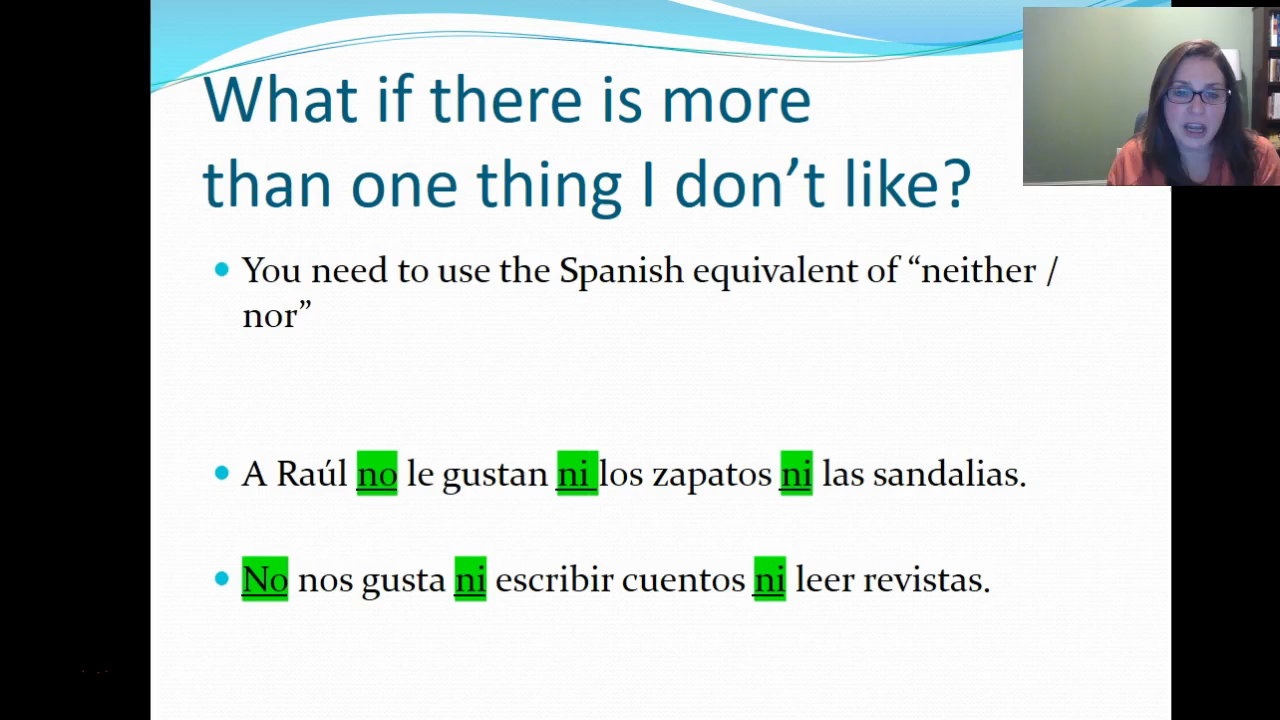 What if there is more
than one thing I don’t like?
You need to use the Spanish equivalent of “neither /
nor”
A Raúl no le gustan ni los zapatos ni las sandalias.
No nos gusta ni escribir cuentos ni leer revistas.